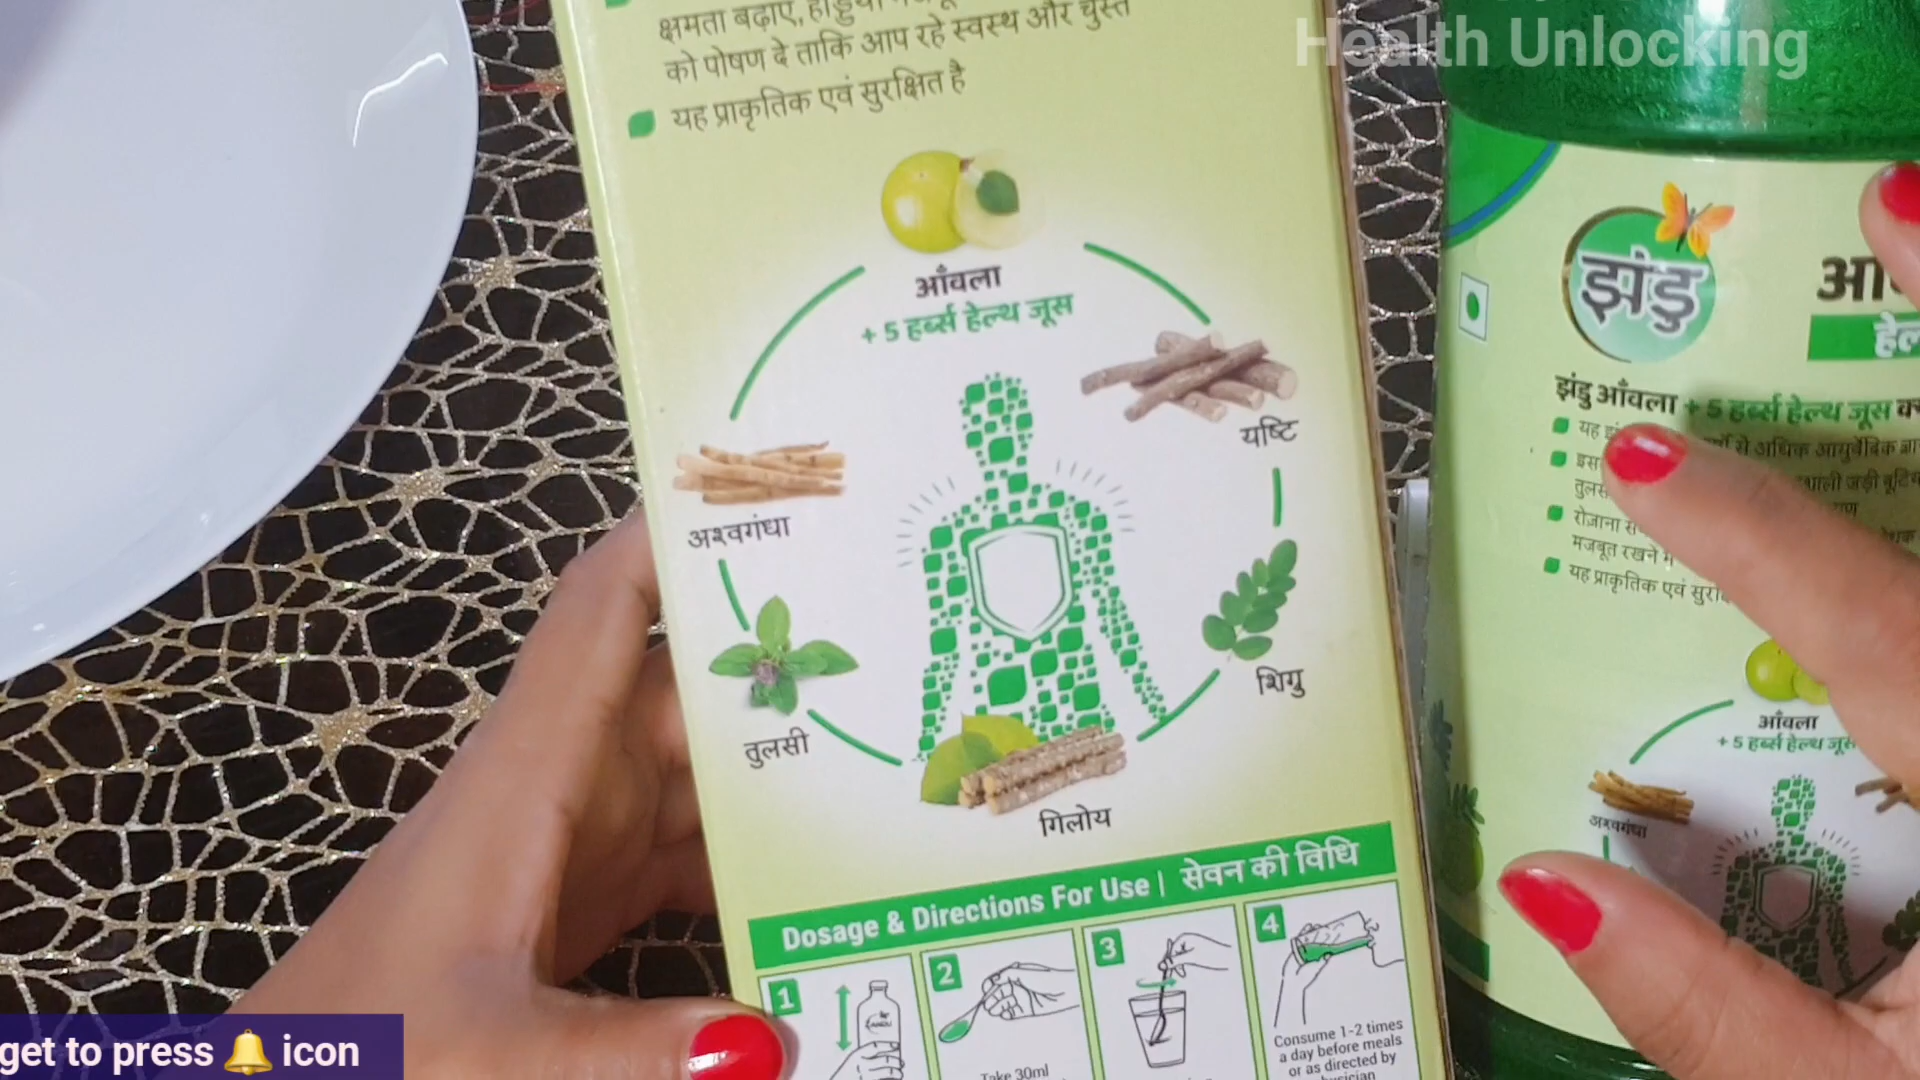 Health Unlocking
क्षमता बढ़ाए,
को पोषण दे ताकि आप रहे स्वस्थ और चुस्त
यह प्राकृतिक एवं सुरक्षित है
आँवला
+ 5 हर्ब्स हेल्थ जूस
यष्टि
अश्वगंधा
शिग्रु
तुलसी
गिलोय
Dosage & Directions For Use | सेवन की विधि
1
2
3
4
Take 30ml
Consume 1-2 times
a day before meals
or as directed by
झंडु
झंडु आँवला + 5 हर्ब्स हेल्थ जूस
यह
से अधिक आयुर्वेदिक
जड़ी
रोज़ाना
मजबूत रखने
यह प्राकृतिक एवं
आँवला
+ 5 हर्ब्स हेल्थ जूस
अश्वगंधा
get to press 🔔 icon